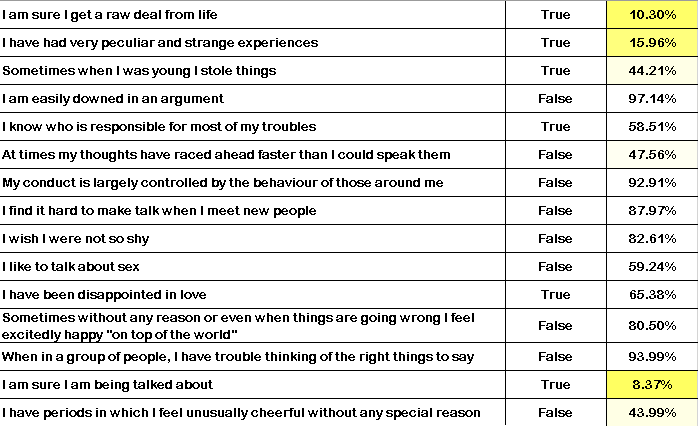 I am sure I get a raw deal from life True 10.30%
I have had very peculiar and strange experiences True 15.96%
Sometimes when I was young I stole things True 44.21%
I am easily downed in an argument False 97.14%
I know who is responsible for most of my troubles True 58.51%
At times my thoughts have raced ahead faster than I could speak them False 47.56%
My conduct is largely controlled by the behaviour of those around me False 92.91%
I find it hard to make talk when I meet new people False 87.97%
I wish I were not so shy False 82.61%
I like to talk about sex False 59.24%
I have been disappointed in love True 65.38%
Sometimes without any reason or even when things are going wrong I feel
excitedly happy "on top of the world" False 80.50%
When in a group of people, I have trouble thinking of the right things to say False 93.99%
I am sure I am being talked about True 8.37%
I have periods in which I feel unusually cheerful without any special reason False 43.99%